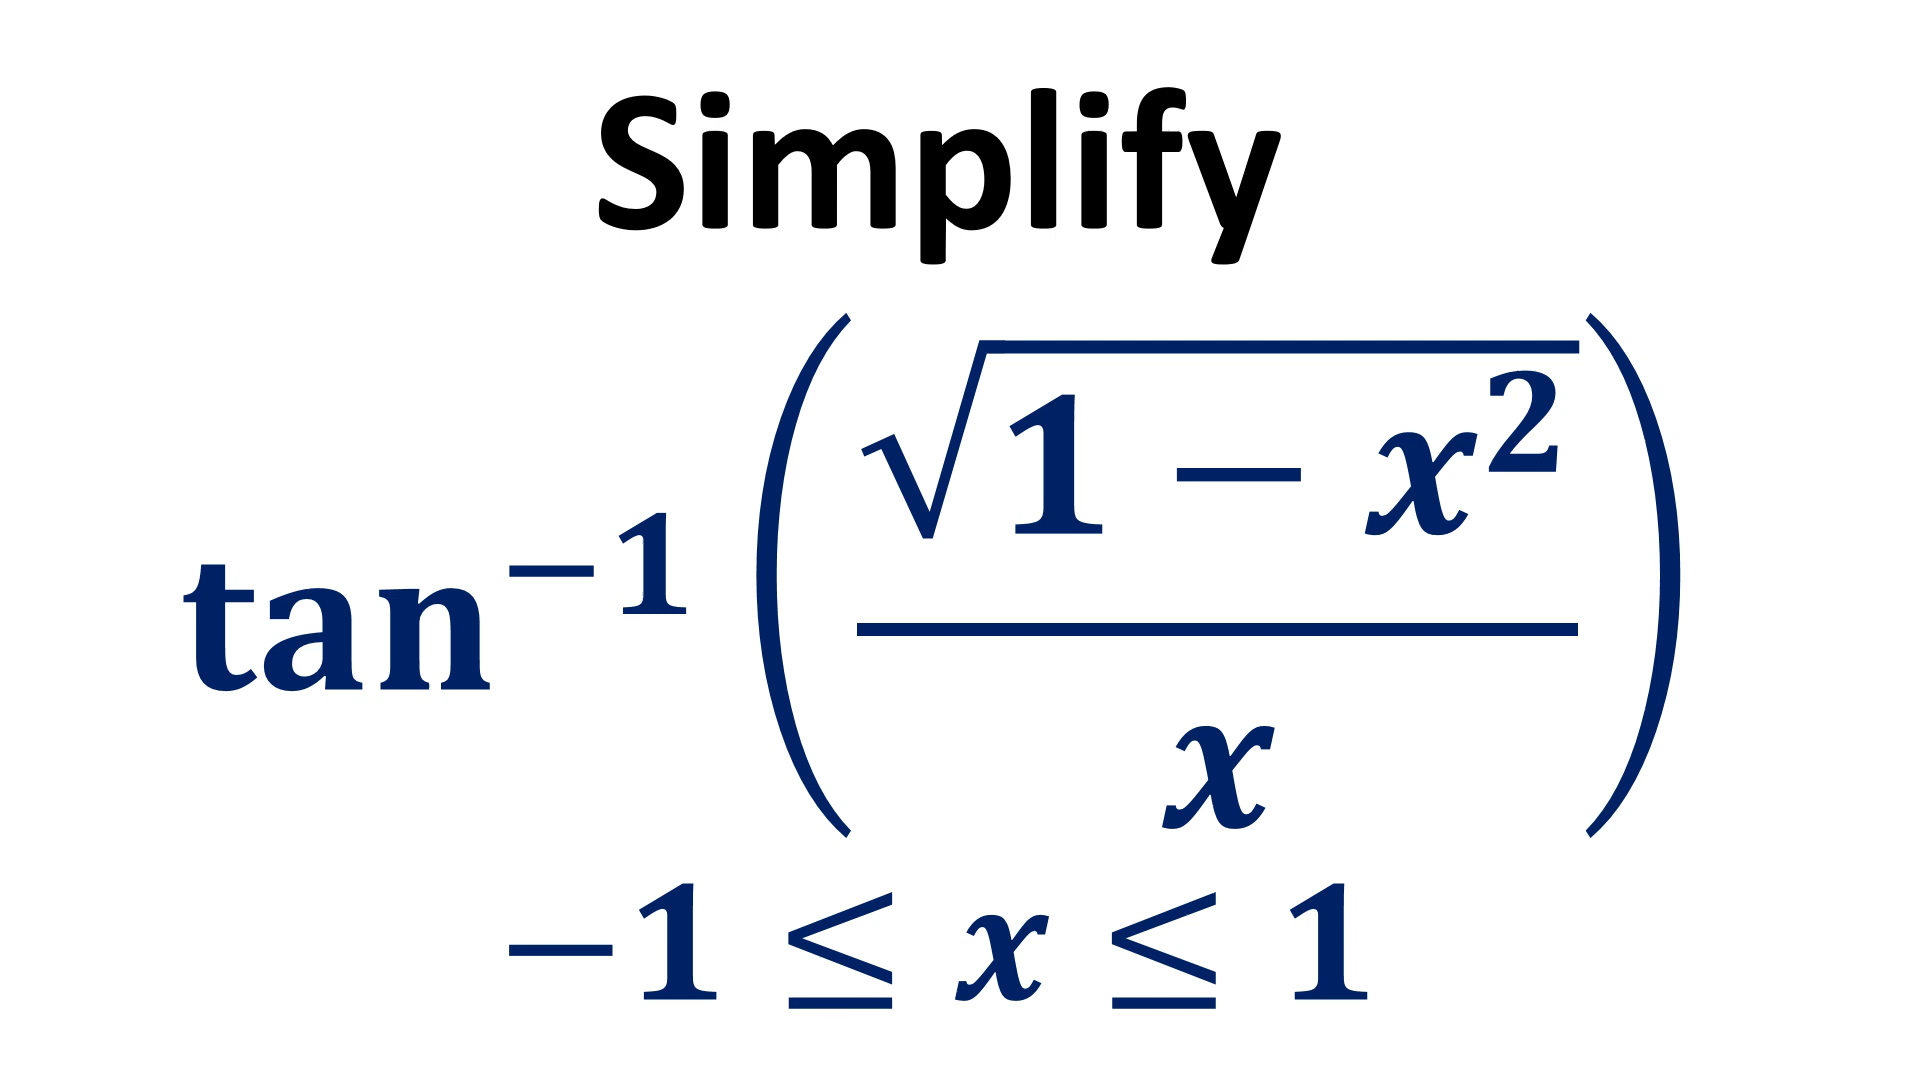 Simplify
tan⁻¹(√(1 − x²)/x)
−1 ≤ x ≤ 1